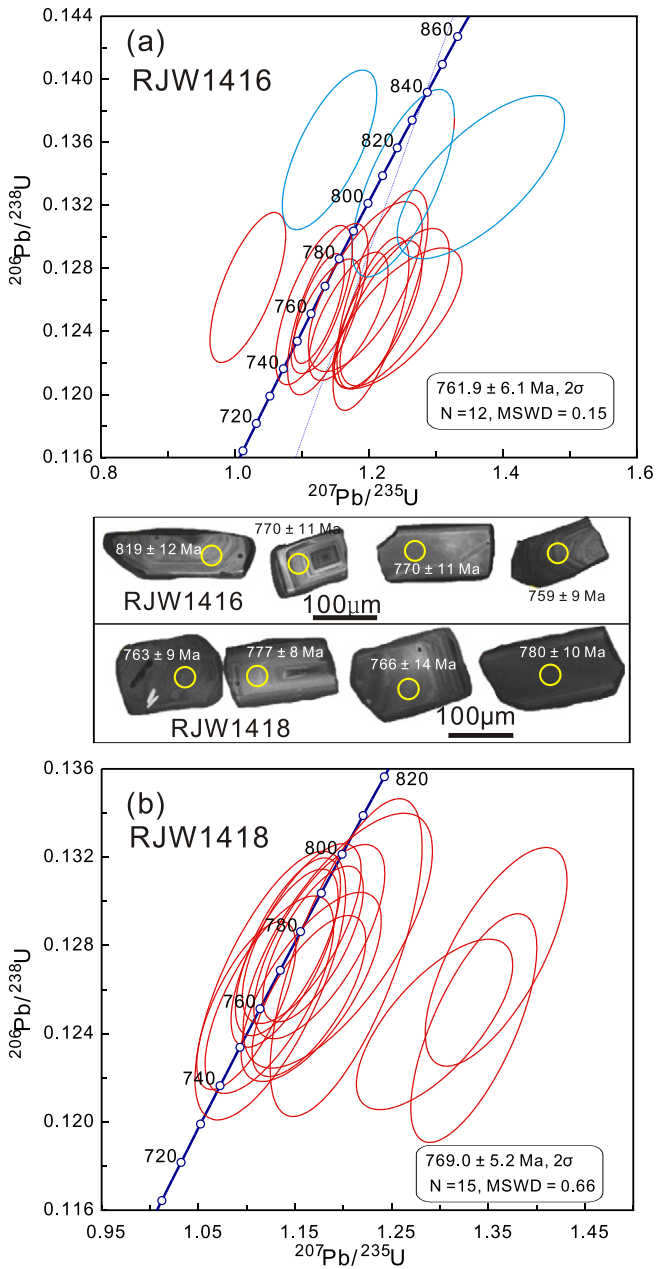 (a)
RJW1416
0.144
0.140
0.136
0.132
0.128
0.124
0.120
0.116
206Pb/238U
860
840
820
800
780
760
740
720
761.9 ± 6.1 Ma, 2σ
N =12, MSWD = 0.15
0.8
1.0
1.2
1.4
1.6
207Pb/235U
819 ± 12 Ma
770 ± 11 Ma
770 ± 11 Ma
759 ± 9 Ma
RJW1416
100µm
763 ± 9 Ma
777 ± 8 Ma
766 ± 14 Ma
780 ± 10 Ma
RJW1418
100µm
(b)
RJW1418
0.136
0.132
0.128
0.124
0.120
0.116
206Pb/238U
820
800
780
760
740
720
769.0 ± 5.2 Ma, 2σ
N = 15, MSWD = 0.66
0.95
1.05
1.15
1.25
1.35
1.45
207Pb/235U